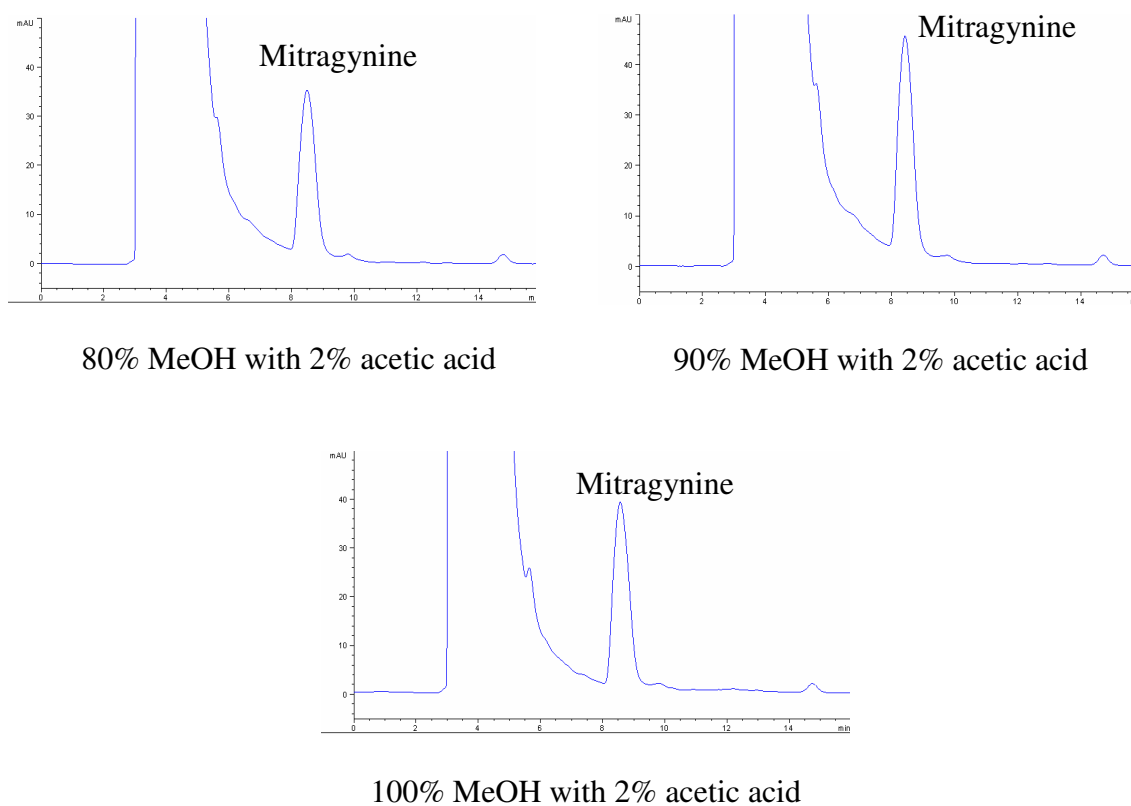 mAU
Mitragynine
40
30
20
10
0
0 2 4 6 8 10 12 14 m
80% MeOH with 2% acetic acid
mAU
Mitragynine
40
30
20
10
0
0 2 4 6 8 10 12 14
90% MeOH with 2% acetic acid
mAU
Mitragynine
40
30
20
10
0
0 2 4 6 8 10 12 14 min
100% MeOH with 2% acetic acid